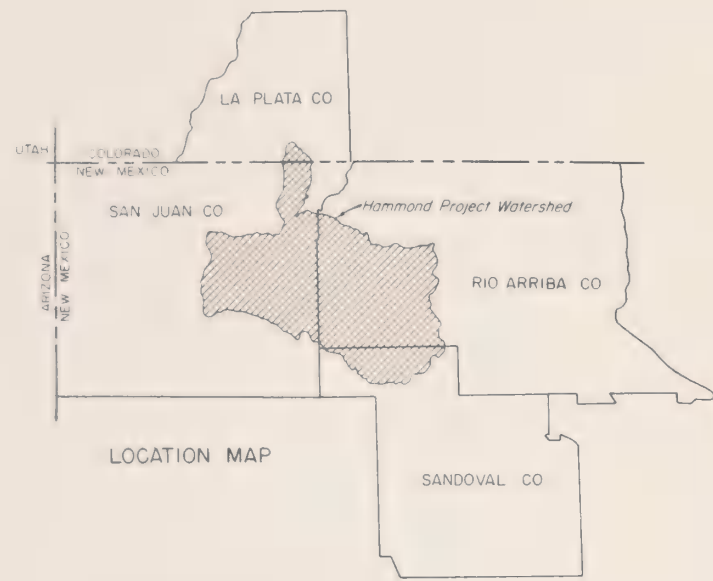 LA PLATA CO
UTAH
COLORADO
NEW MEXICO
SAN JUAN CO
Hammond Project Watershed
ARIZONA
NEW MEXICO
RIO ARRIBA CO
LOCATION MAP
SANDOVAL CO